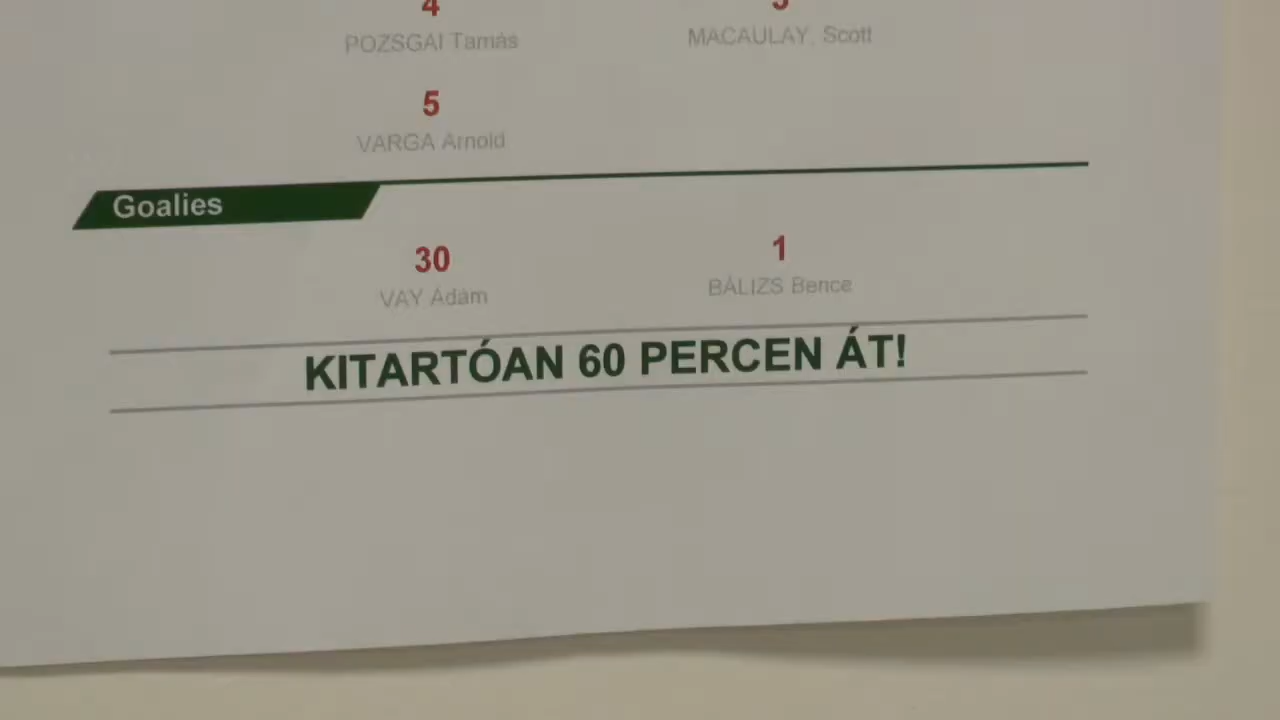 4
POZSGAI Tamás
MACAULAY, Scott
5
VARGA Arnold
Goalies
30
1
VAY Ádám
BÁLIZS Bence
KITARTÓAN 60 PERCEN ÁT!